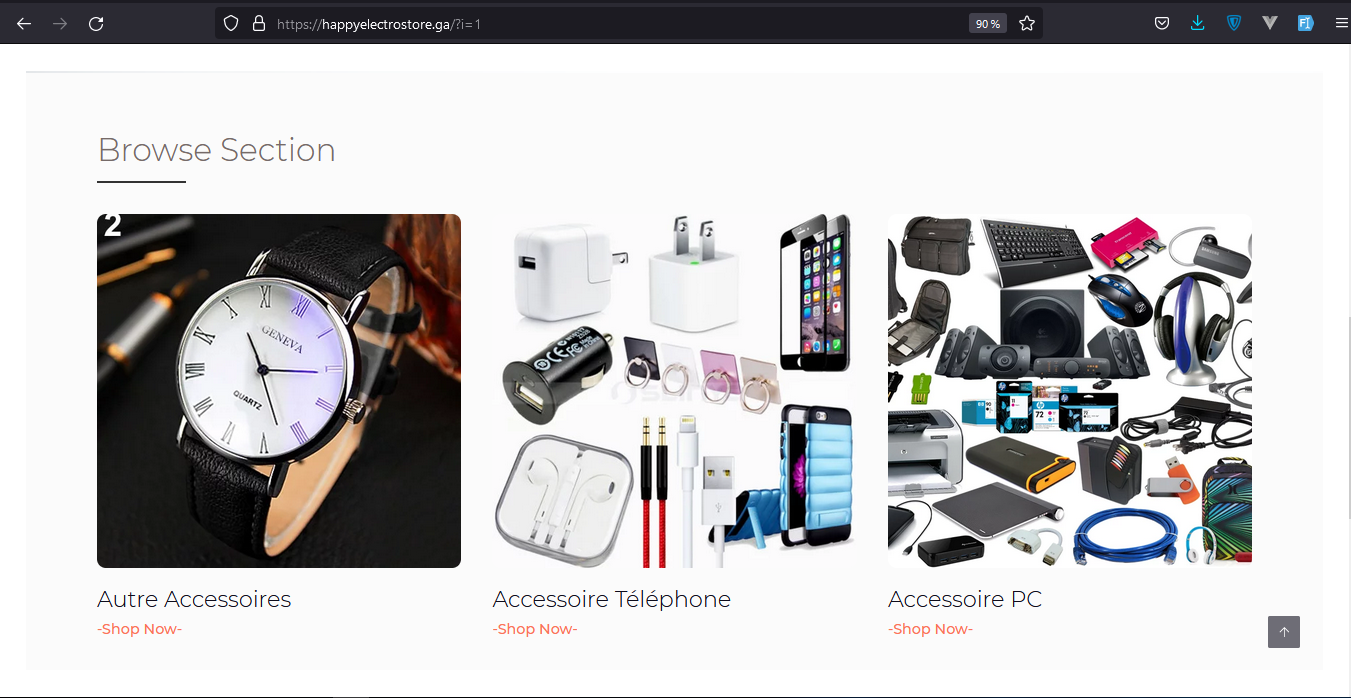 https://happyelectrostore.ga/?i=1
90%
Browse Section
2
GENEVA
QUARTZ
Autre Accessoires
-Shop Now-
Accessoire Téléphone
-Shop Now-
Accessoire PC
-Shop Now-